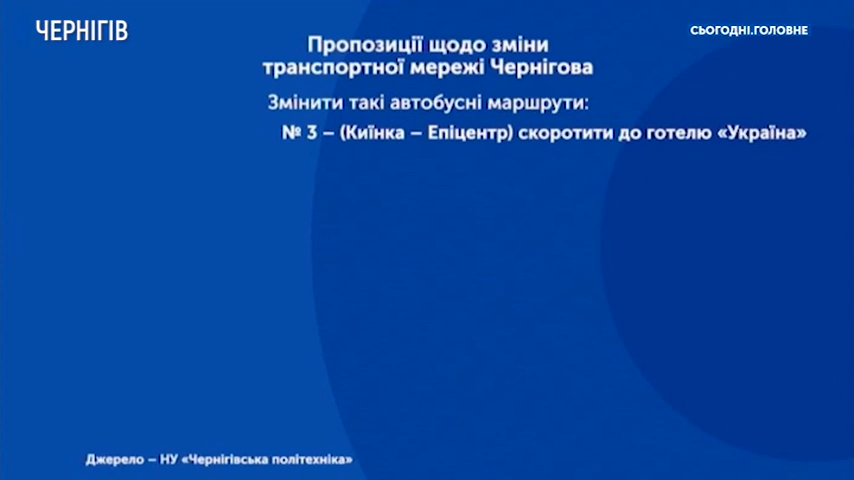 ЧЕРНІГІВ
СЬОГОДНІ.ГОЛОВНЕ
Пропозиції щодо зміни
транспортної мережі Чернігова
Змінити такі автобусні маршрути:
№ 3 – (Киїнка – Епіцентр) скоротити до готелю «Україна»
Джерело – НУ «Чернігівська політехніка»